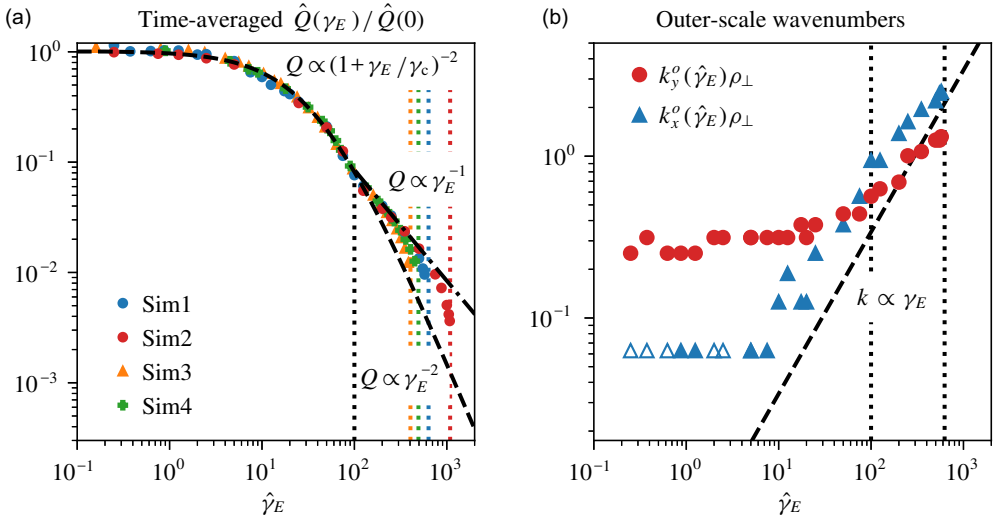 (a) Time-averaged Q̂(γ_E)/Q̂(0)
10^0
10^{-1}
10^{-2}
10^{-3}
Q ∝ (1+γ_E/γ_c)^{-2}
Q ∝ γ_E^{-1}
Q ∝ γ_E^{-2}
Sim1
Sim2
Sim3
Sim4
10^{-1} 10^0 10^1 10^2 10^3
γ̂_E
(b) Outer-scale wavenumbers
k_y^o(γ̂_E)ρ_⊥
k_x^o(γ̂_E)ρ_⊥
10^0
10^{-1}
k ∝ γ_E
10^{-1} 10^0 10^1 10^2 10^3
γ̂_E